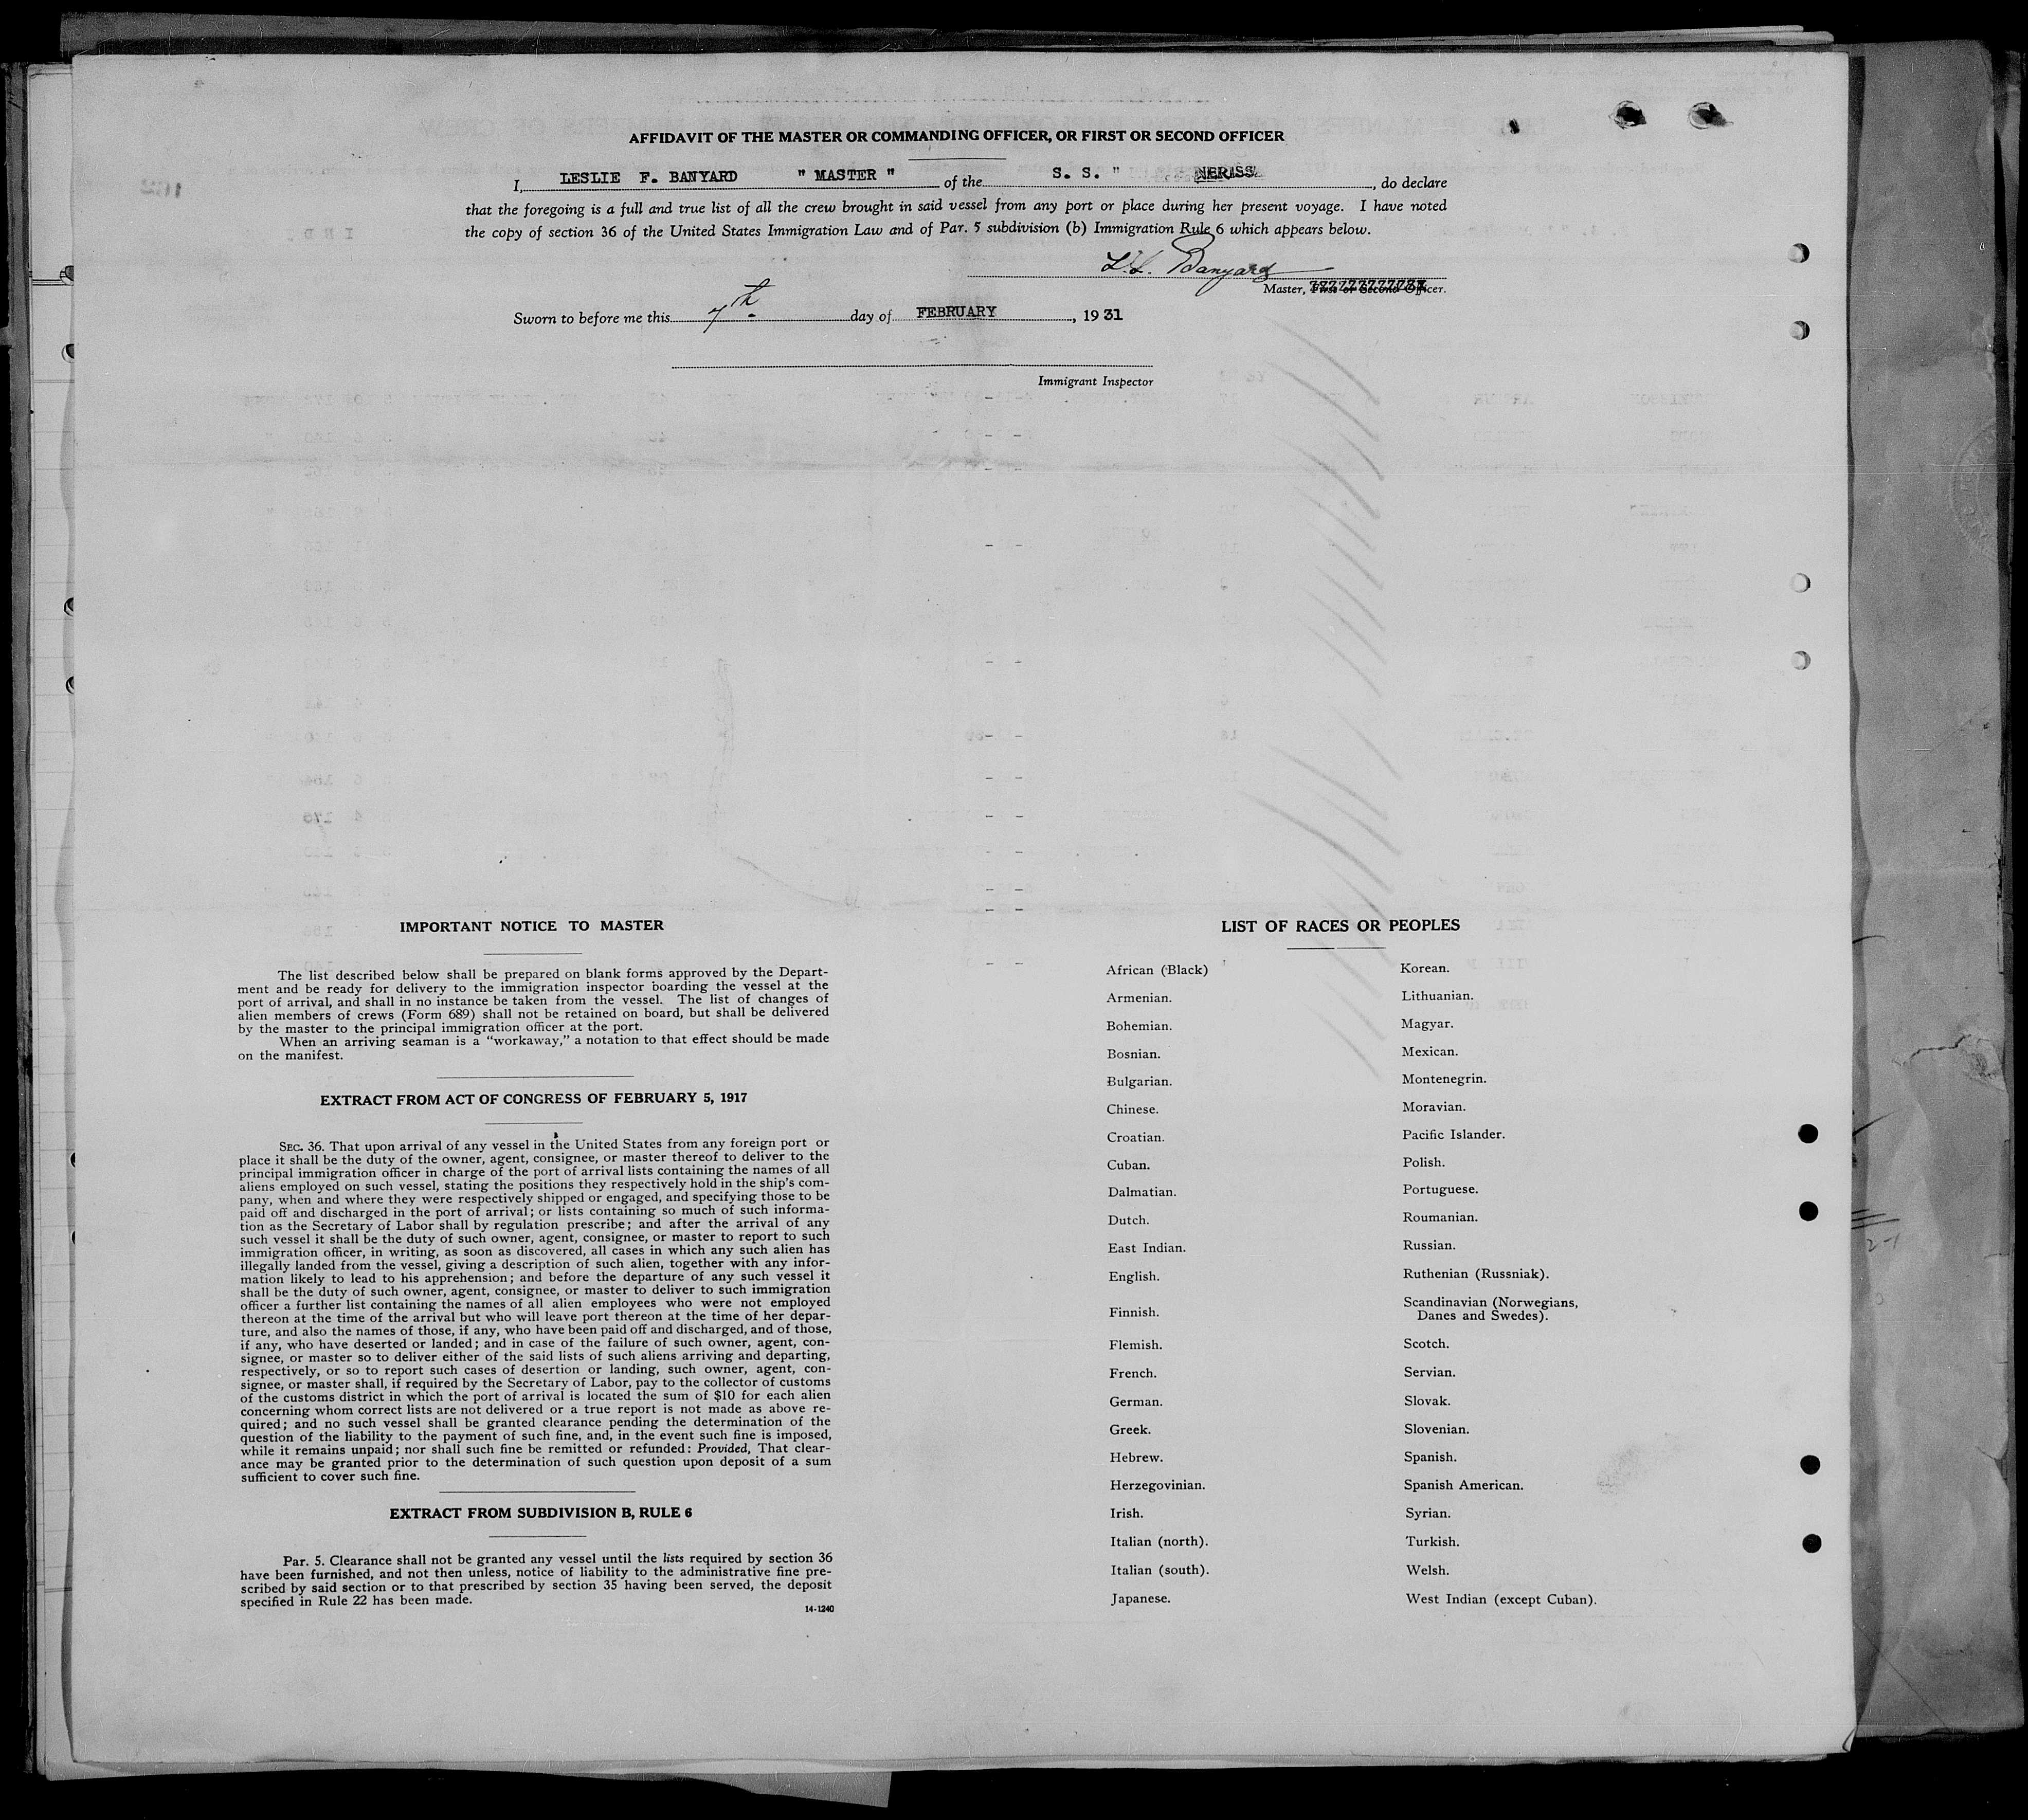 AFFIDAVIT OF THE MASTER OR COMMANDING OFFICER, OR FIRST OR SECOND OFFICER
I, LESLIE F. BANYARD " MASTER " of the S. S. " NERISSA , do declare
that the foregoing is a full and true list of all the crew brought in said vessel from any port or place during her present voyage. I have noted
the copy of section 36 of the United States Immigration Law and of Par. 5 subdivision (b) Immigration Rule 6 which appears below.
L.F. Banyard
Master, First or Second Officer.
Sworn to before me this 7th day of FEBRUARY , 1931
Immigrant Inspector
IMPORTANT NOTICE TO MASTER
The list described below shall be prepared on blank forms approved by the Depart-
ment and be ready for delivery to the immigration inspector boarding the vessel at the
port of arrival, and shall in no instance be taken from the vessel. The list of changes of
alien members of crews (Form 689) shall not be retained on board, but shall be delivered
by the master to the principal immigration officer at the port.
When an arriving seaman is a "workaway," a notation to that effect should be made
on the manifest.
EXTRACT FROM ACT OF CONGRESS OF FEBRUARY 5, 1917
SEC. 36. That upon arrival of any vessel in the United States from any foreign port or
place it shall be the duty of the owner, agent, consignee, or master thereof to deliver to the
principal immigration officer in charge of the port of arrival lists containing the names of all
aliens employed on such vessel, stating the positions they respectively hold in the ship's com-
pany, when and where they were respectively shipped or engaged, and specifying those to be
paid off and discharged in the port of arrival; or lists containing so much of such informa-
tion as the Secretary of Labor shall by regulation prescribe; and after the arrival of any
such vessel it shall be the duty of such owner, agent, consignee, or master to report to such
immigration officer, in writing, as soon as discovered, all cases in which any such alien has
illegally landed from the vessel, giving a description of such alien, together with any infor-
mation likely to lead to his apprehension; and before the departure of any such vessel it
shall be the duty of such owner, agent, consignee, or master to deliver to such immigration
officer a further list containing the names of all alien employees who were not employed
thereon at the time of the arrival but who will leave port thereon at the time of her depar-
ture, and also the names of those, if any, who have been paid off and discharged, and of those,
if any, who have deserted or landed; and in case of the failure of such owner, agent, con-
signee, or master so to deliver either of the said lists of such aliens arriving and departing,
respectively, or so to report such cases of desertion or landing, such owner, agent, con-
signee, or master shall, if required by the Secretary of Labor, pay to the collector of customs
of the customs district in which the port of arrival is located the sum of $10 for each alien
concerning whom correct lists are not delivered or a true report is not made as above re-
quired; and no such vessel shall be granted clearance pending the determination of the
question of the liability to the payment of such fine, and, in the event such fine is imposed,
while it remains unpaid; nor shall such fine be remitted or refunded: Provided, That clear-
ance may be granted prior to the determination of such question upon deposit of a sum
sufficient to cover such fine.
EXTRACT FROM SUBDIVISION B, RULE 6
Par. 5. Clearance shall not be granted any vessel until the lists required by section 36
have been furnished, and not then unless, notice of liability to the administrative fine pre-
scribed by said section or to that prescribed by section 35 having been served, the deposit
specified in Rule 22 has been made.
14-1240
LIST OF RACES OR PEOPLES
African (Black)
Armenian.
Bohemian.
Bosnian.
Bulgarian.
Chinese.
Croatian.
Cuban.
Dalmatian.
Dutch.
East Indian.
English.
Finnish.
Flemish.
French.
German.
Greek.
Hebrew.
Herzegovinian.
Irish.
Italian (north).
Italian (south).
Japanese.
Korean.
Lithuanian.
Magyar.
Mexican.
Montenegrin.
Moravian.
Pacific Islander.
Polish.
Portuguese.
Roumanian.
Russian.
Ruthenian (Russniak).
Scandinavian (Norwegians,
Danes and Swedes).
Scotch.
Servian.
Slovak.
Slovenian.
Spanish.
Spanish American.
Syrian.
Turkish.
Welsh.
West Indian (except Cuban).